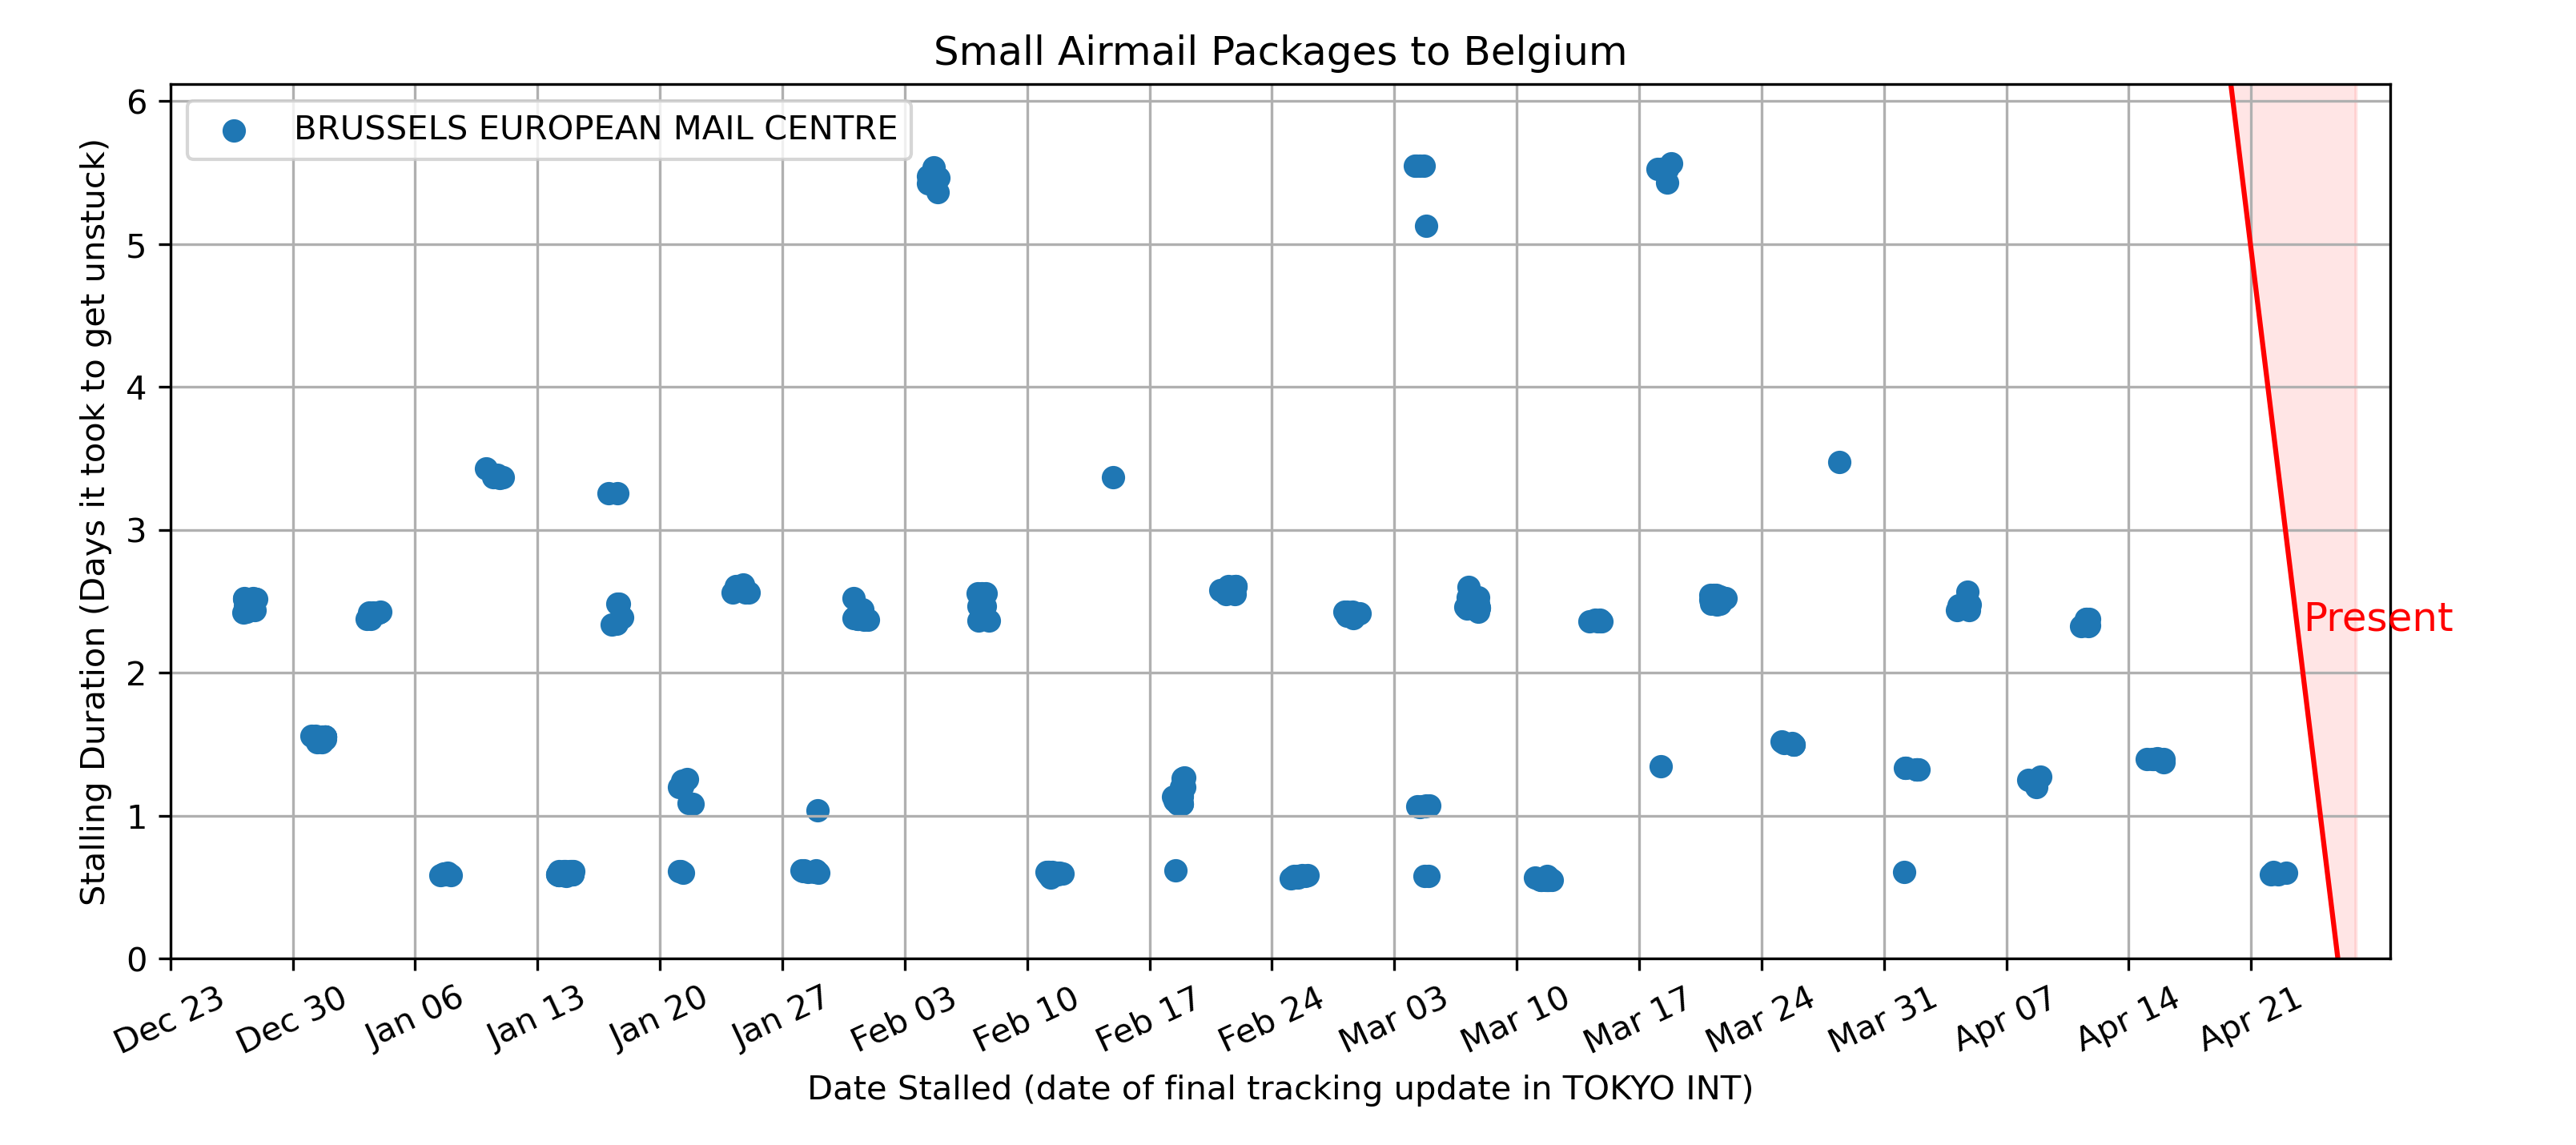 Small Airmail Packages to Belgium
BRUSSELS EUROPEAN MAIL CENTRE
Stalling Duration (Days it took to get unstuck)
6
5
4
3
2
1
0
Present
Dec 23
Dec 30
Jan 06
Jan 13
Jan 20
Jan 27
Feb 03
Feb 10
Feb 17
Feb 24
Mar 03
Mar 10
Mar 17
Mar 24
Mar 31
Apr 07
Apr 14
Apr 21
Date Stalled (date of final tracking update in TOKYO INT)